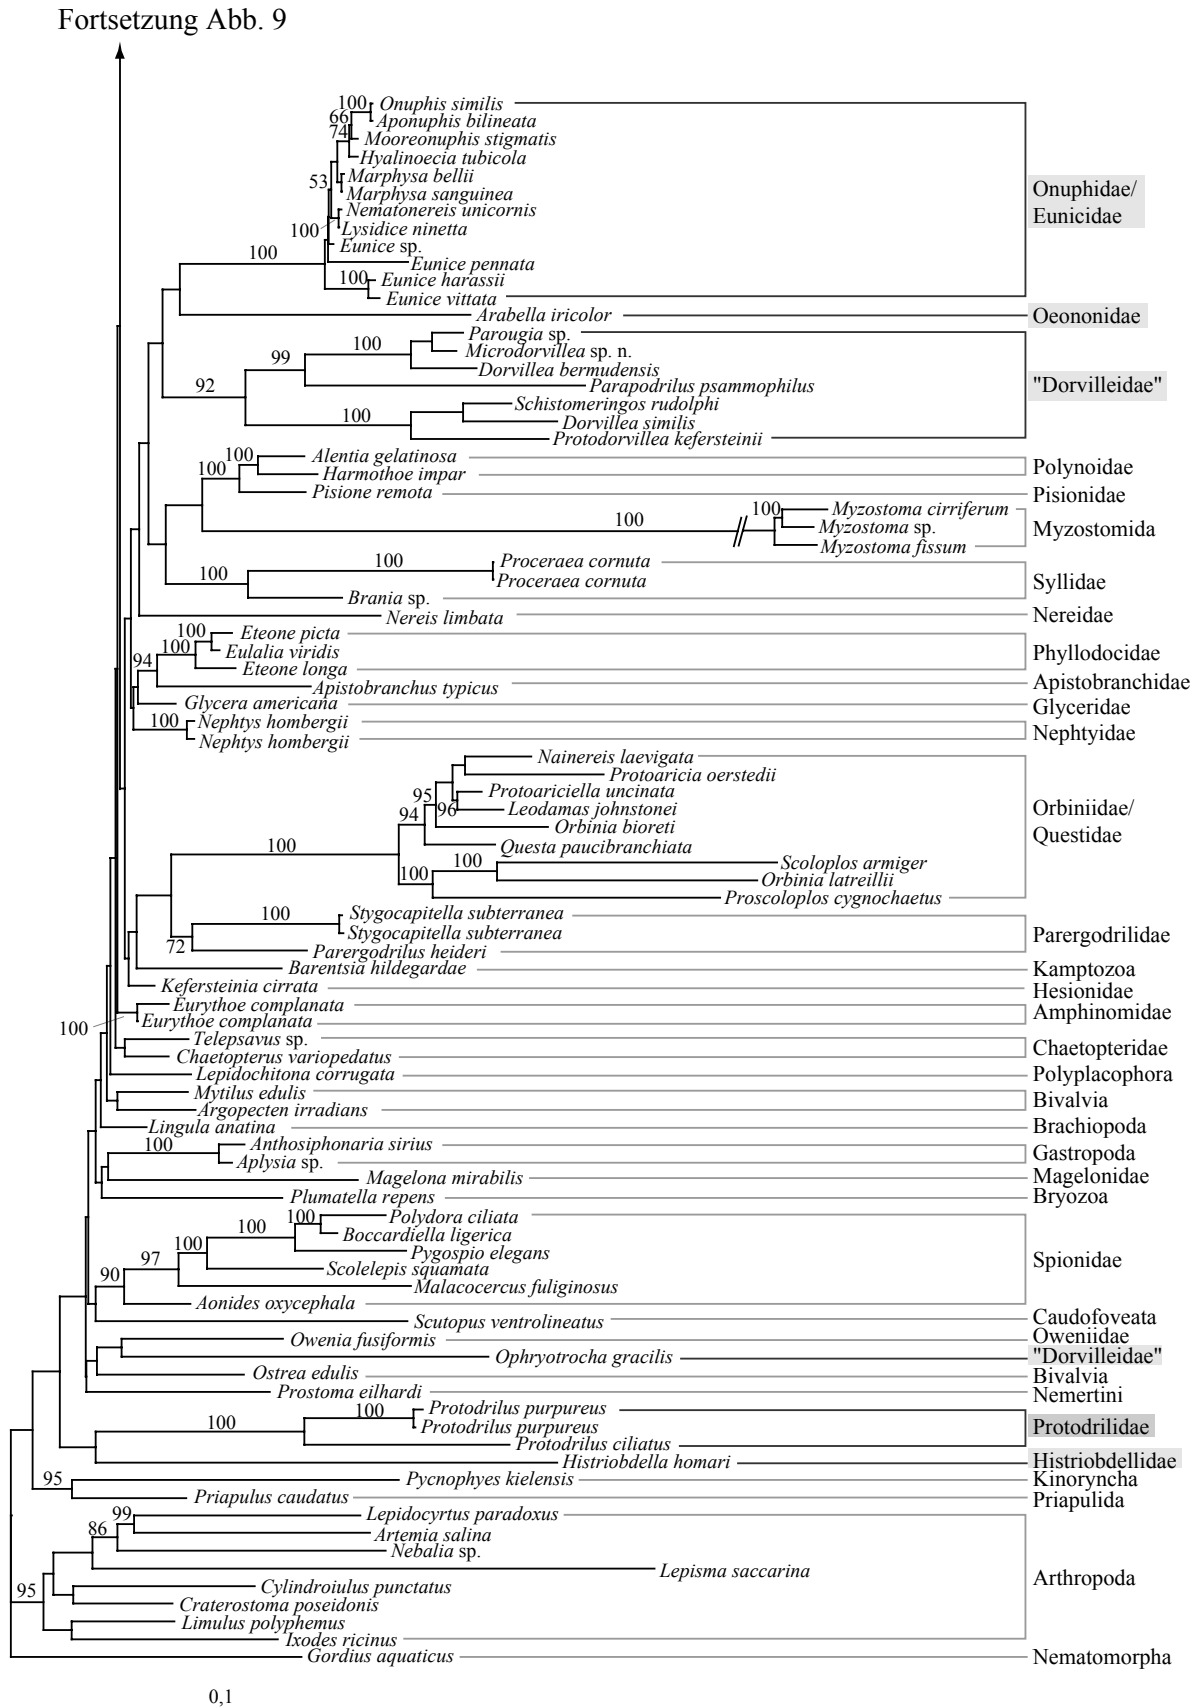 Fortsetzung Abb. 9
100 Onuphis similis
66 Aponuphis bilineata
74 Mooreonuphis stigmatis
Hyalinoecia tubicola
53 Marphysa bellii
Marphysa sanguinea
Onuphidae/
Eunicidae
Nematonereis unicornis
100 Lysidice ninetta
Eunice sp.
100 Eunice pennata
100 Eunice harassii
Eunice vittata
Arabella iricolor Oeononidae
Parougia sp.
100 Microdorvillea sp. n.
99 Dorvillea bermudensis
92 Parapodrilus psammophilus "Dorvilleidae"
Schistomeringos rudolphi
100 Dorvillea similis
Protodorvillea kefersteinii
100 Alentia gelatinosa
100 Harmothoe impar Polynoidae
Pisione remota Pisionidae
100 100 Myzostoma cirriferum
Myzostoma sp. Myzostomida
Myzostoma fissum
100 Proceraea cornuta
100 Proceraea cornuta Syllidae
Brania sp.
Nereis limbata Nereidae
100 Eteone picta
100 Eulalia viridis Phyllodocidae
94 Eteone longa
Apistobranchus typicus Apistobranchidae
Glycera americana Glyceridae
100 Nephtys hombergii
Nephtys hombergii Nephtyidae
Nainereis laevigata
Protoaricia oerstedii
95 Protoariciella uncinata
94 96 Leodamas johnstonei
Orbinia bioreti
Orbiniidae/
Questidae
100 Questa paucibranchiata
100 100 Scoloplos armiger
Orbinia latreillii
Proscoloplos cygnochaetus
100 Stygocapitella subterranea
Stygocapitella subterranea Parergodrilidae
72 Parergodrilus heideri
Barentsia hildegardae Kamptozoa
Kefersteinia cirrata Hesionidae
Eurythoe complanata Amphinomidae
100 Eurythoe complanata
Telepsavus sp. Chaetopteridae
Chaetopterus variopedatus
Lepidochitona corrugata Polyplacophora
Mytilus edulis Bivalvia
Argopecten irradians
Lingula anatina Brachiopoda
100 Anthosiphonaria sirius Gastropoda
Aplysia sp.
Magelona mirabilis Magelonidae
Plumatella repens Bryozoa
100 Polydora ciliata
100 Boccardiella ligerica
100 Pygospio elegans
97 Scolelepis squamata Spionidae
90 Malacocercus fuliginosus
Aonides oxycephala
Scutopus ventrolineatus Caudofoveata
Owenia fusiformis Oweniidae
Ophryotrocha gracilis "Dorvilleidae"
Ostrea edulis Bivalvia
Prostoma eilhardi Nemertini
100 Protodrilus purpureus
100 Protodrilus purpureus Protodrilidae
Protodrilus ciliatus
Histriobdella homari Histriobdellidae
95 Pycnophyes kielensis Kinoryncha
Priapulus caudatus Priapulida
99 Lepidocyrtus paradoxus
86 Artemia salina
Nebalia sp.
Lepisma saccarina Arthropoda
95 Cylindroiulus punctatus
Craterostoma poseidonis
Limulus polyphemus
Ixodes ricinus
Gordius aquaticus Nematomorpha
0,1